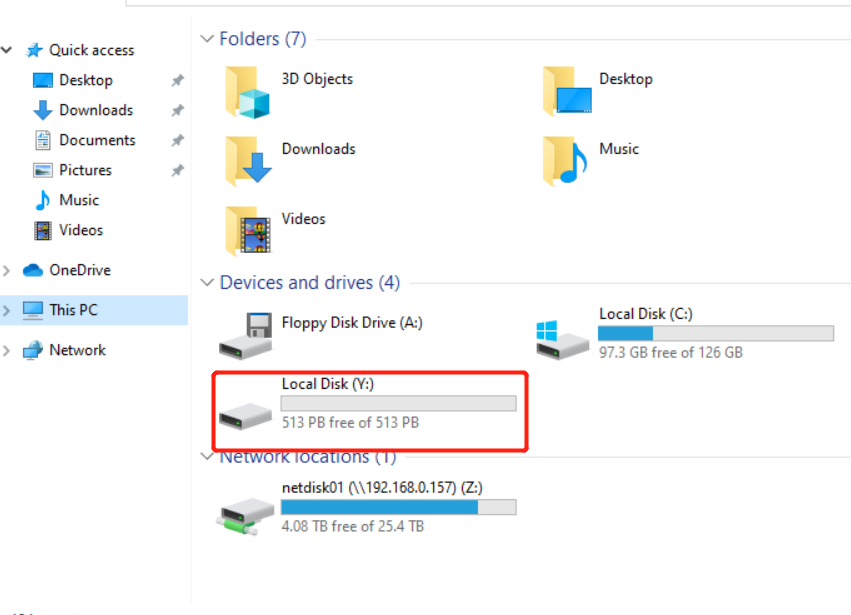 Quick access
Desktop
Downloads
Documents
Pictures
Music
Videos
OneDrive
This PC
Network
Folders (7)
3D Objects
Desktop
Downloads
Music
Videos
Devices and drives (4)
Floppy Disk Drive (A:)
Local Disk (C:)
97.3 GB free of 126 GB
Local Disk (Y:)
513 PB free of 513 PB
Network locations (1)
netdisk01 (\\192.168.0.157) (Z:)
4.08 TB free of 25.4 TB